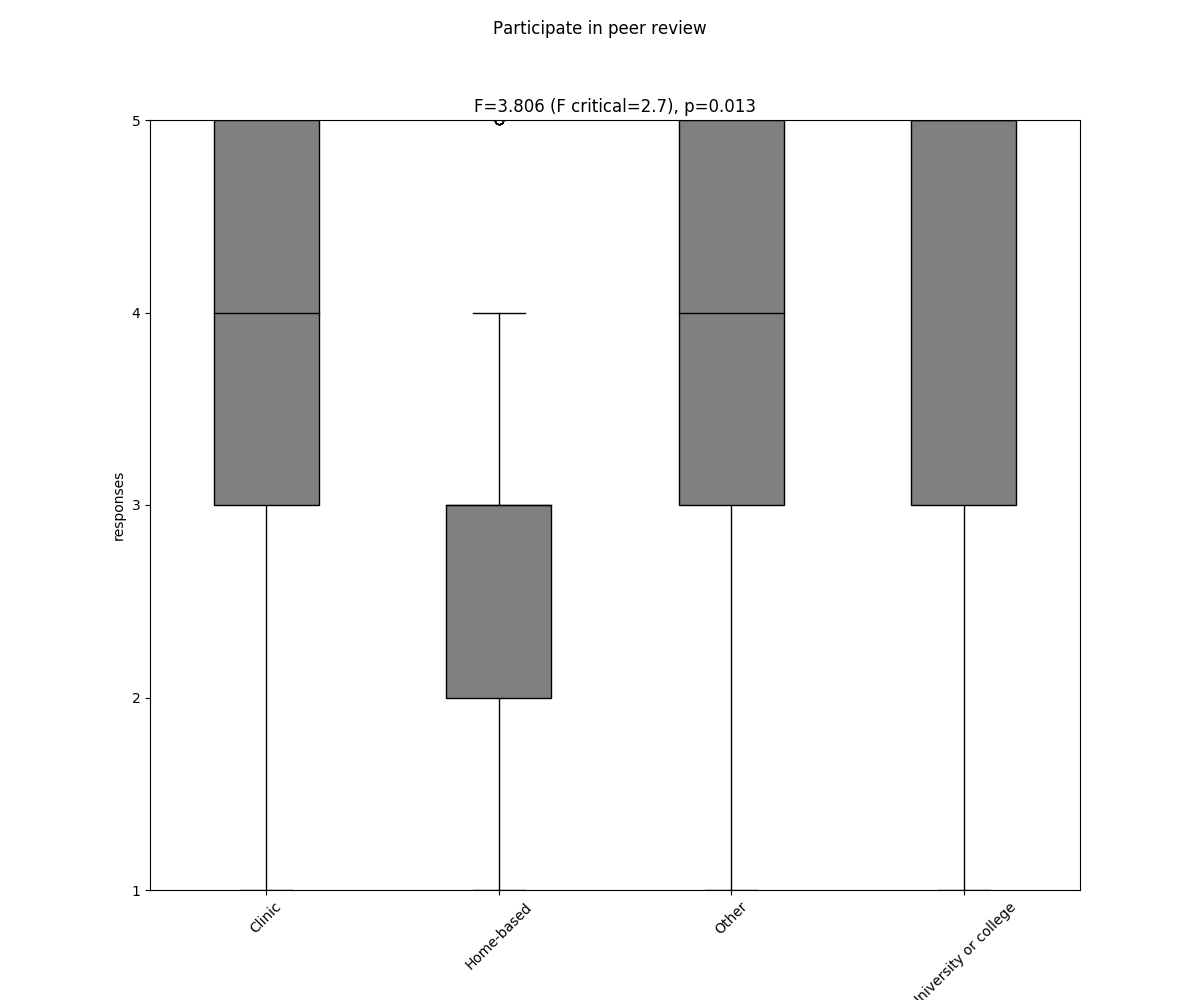 Participate in peer review
F=3.806 (F critical=2.7), p=0.013
5
4
3
2
1
responses
Clinic
Home-based
Other
or college